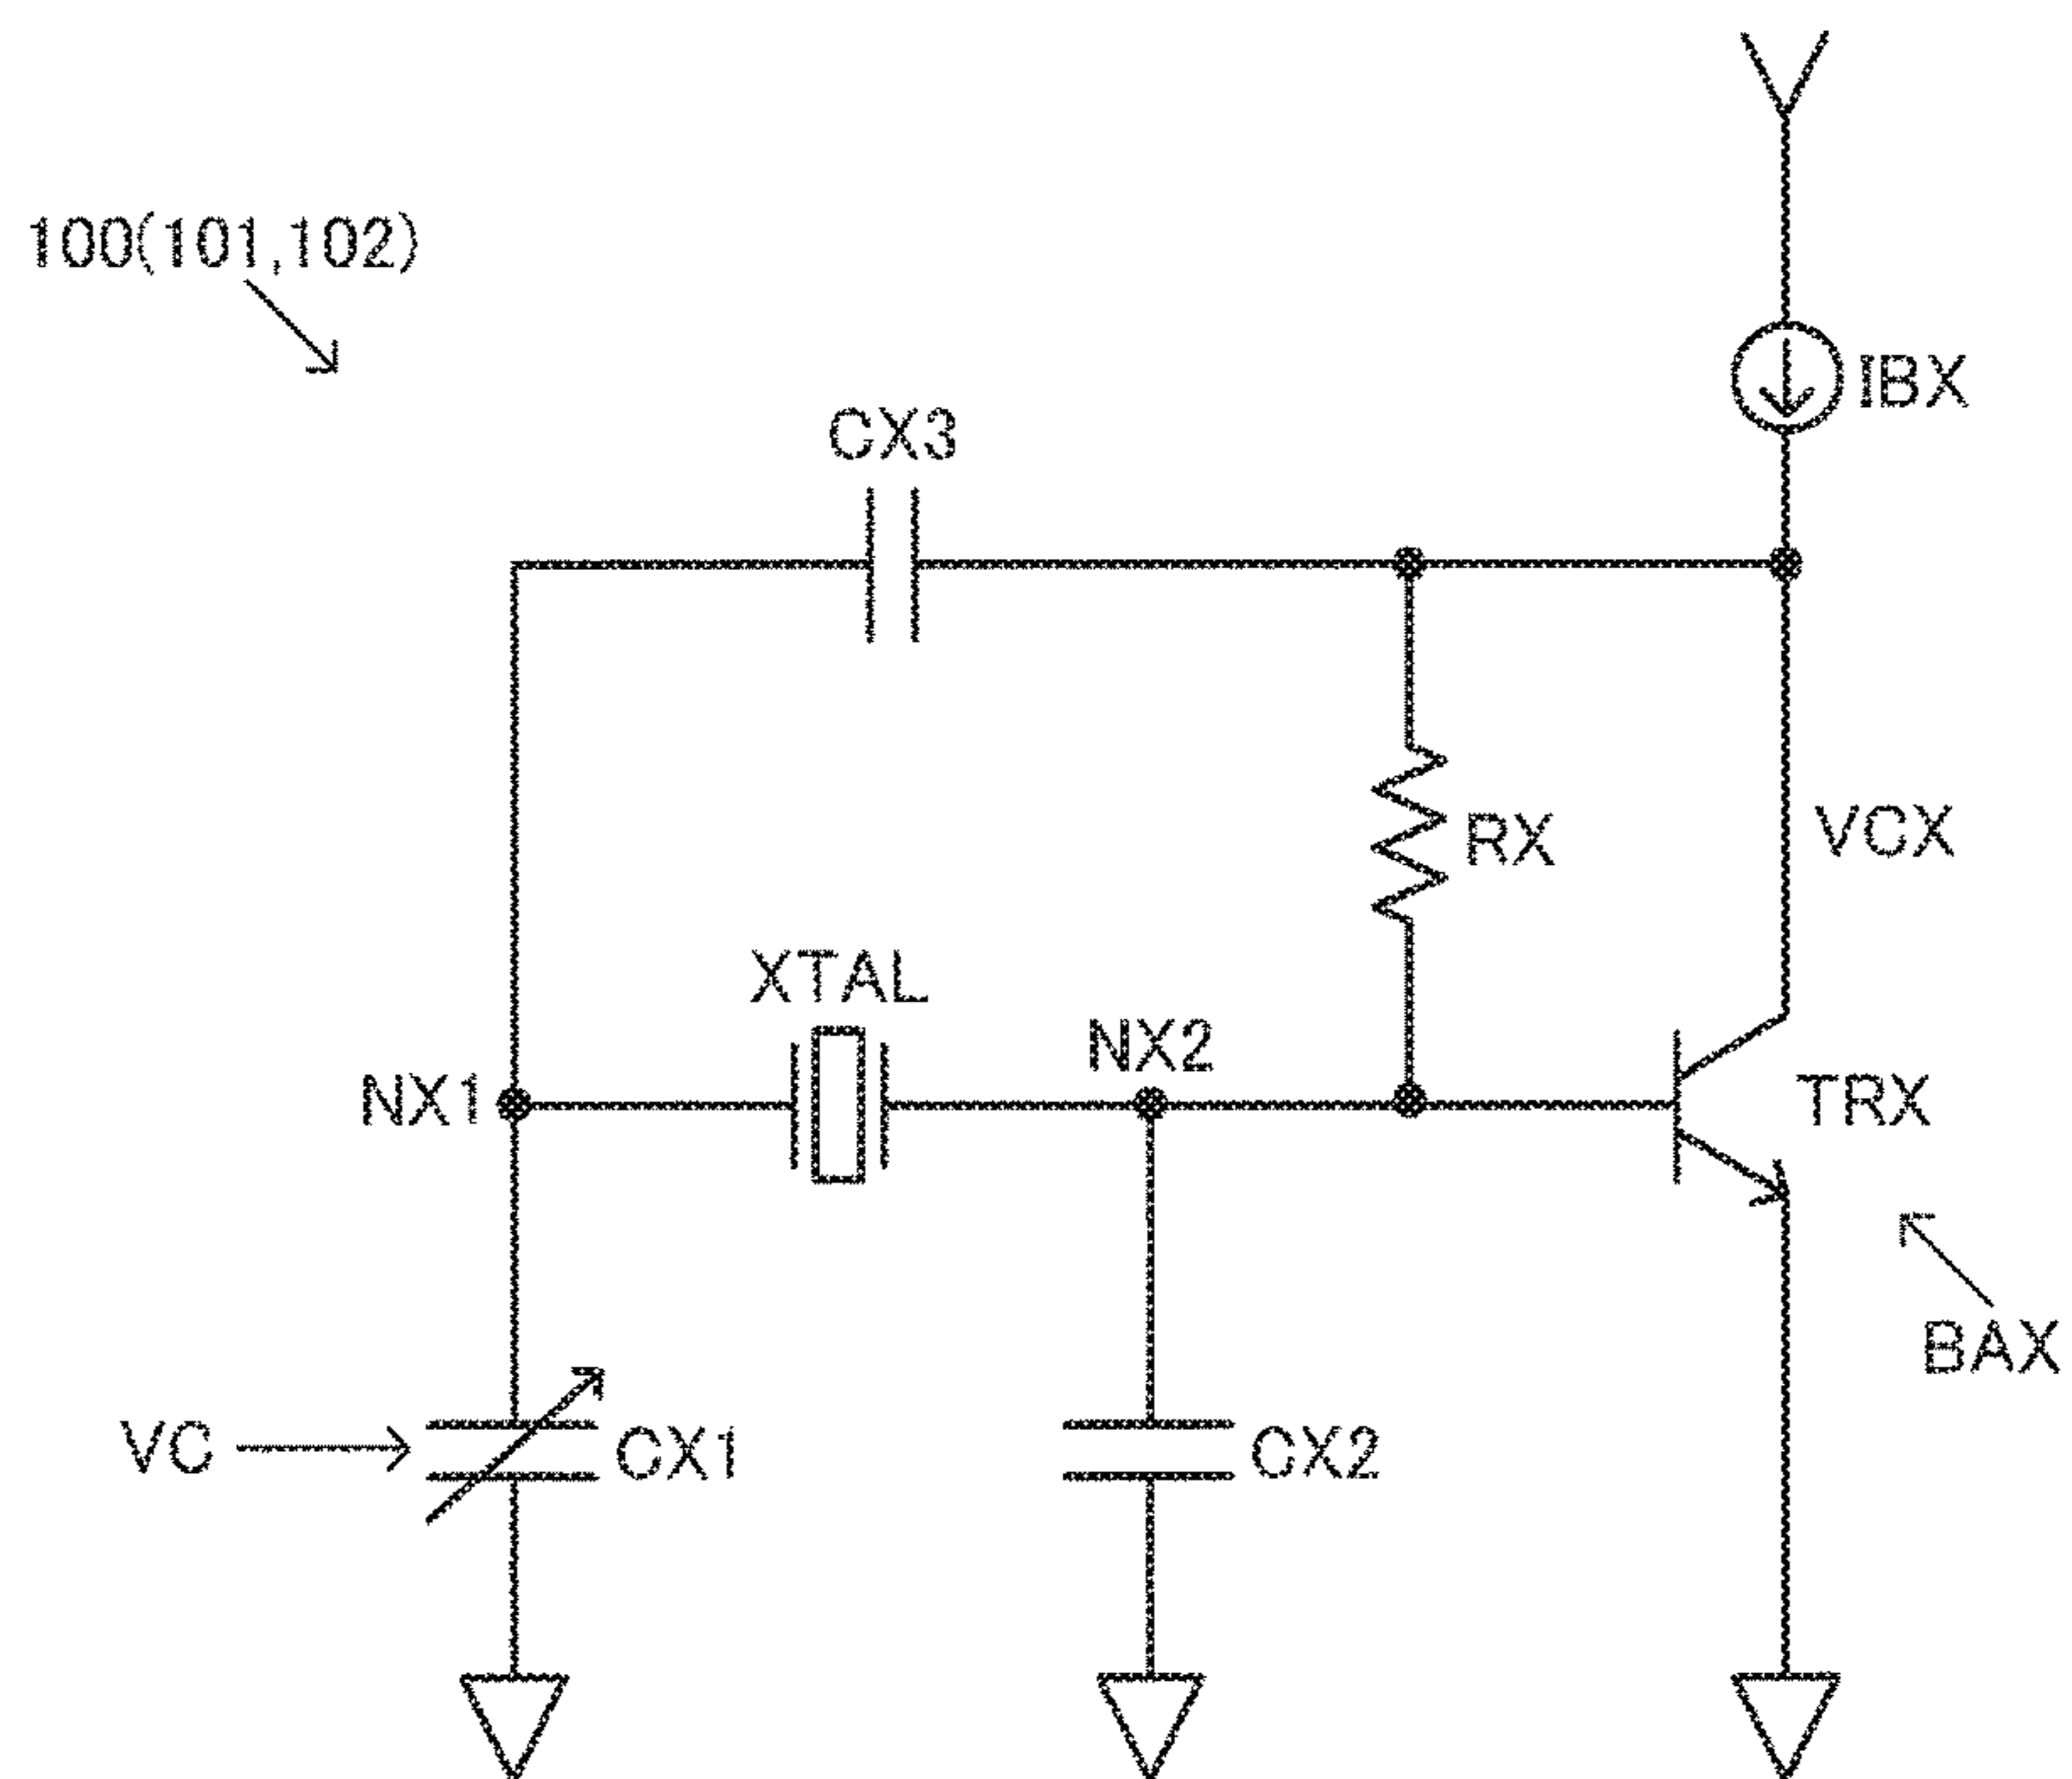 100(101,102)
IBX
CX3
RX
VCX
XTAL
NX2
NX1
TRX
BAX
VC
CX1
CX2